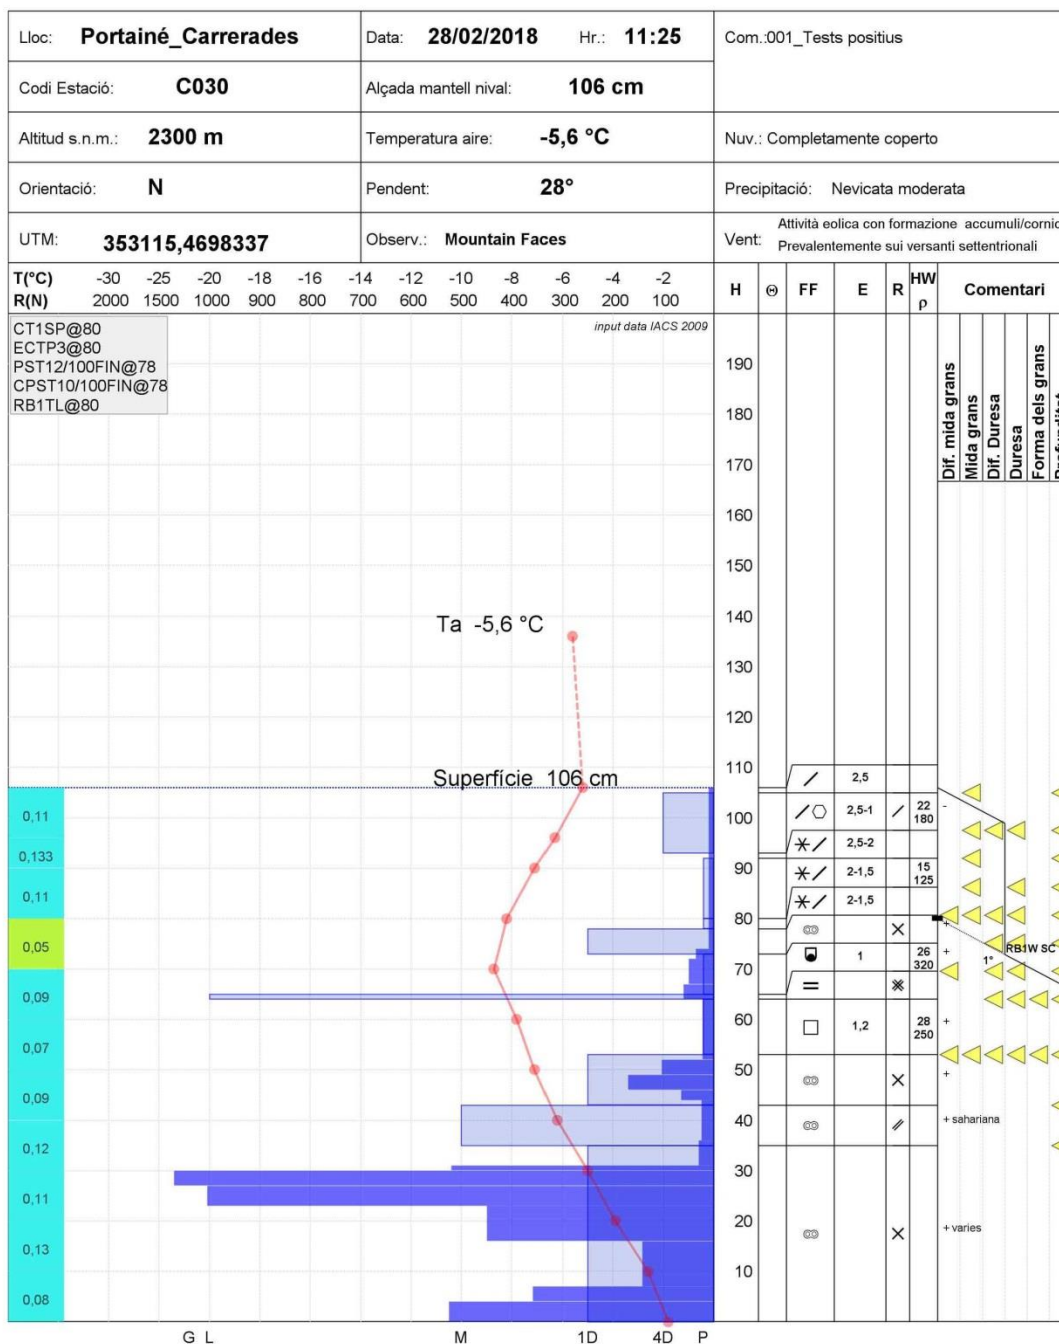 Lloc: Portainé_Carrerades Data: 28/02/2018 Hr.: 11:25 Com.:001_Tests positius
Codi Estació: C030 Alçada mantell nival: 106 cm
Altitud s.n.m.: 2300 m Temperatura aire: -5,6 °C Nuv.: Completamente coperto
Orientació: N Pendent: 28° Precipitació: Nevicata moderata
UTM: 353115,4698337 Observ.: Mountain Faces Vent: Attività eolica con formazione accumuli/cornic
Prevalentemente sui versanti settentrionali
T(°C) -30 -25 -20 -18 -16 -14 -12 -10 -8 -6 -4 -2
R(N) 2000 1500 1000 900 800 700 600 500 400 300 200 100
H Θ FF E R HW ρ Comentari
CT1SP@80
ECTP3@80
PST12/100FIN@78
CPST10/100FIN@78
RB1TL@80
input data IACS 2009
Dif. mida grans
Mida grans
Dif. Duresa
Duresa
Forma dels grans
190
180
170
160
150
140
Ta -5,6 °C
130
120
110
Superfície 106 cm
2,5
0,11 100 2,5-1 22 -
180
2,5-2
0,133
90 2-1,5 15
125
0,11 2-1,5
80 +
0,05 1 26 + 1° RB1W SC
70 320
0,09
60 1,2 28 +
250
0,07
50 +
0,09
40 + sahariana
0,12
30
0,11
20 + varies
0,13
10
0,08
G L M 1D 4D P